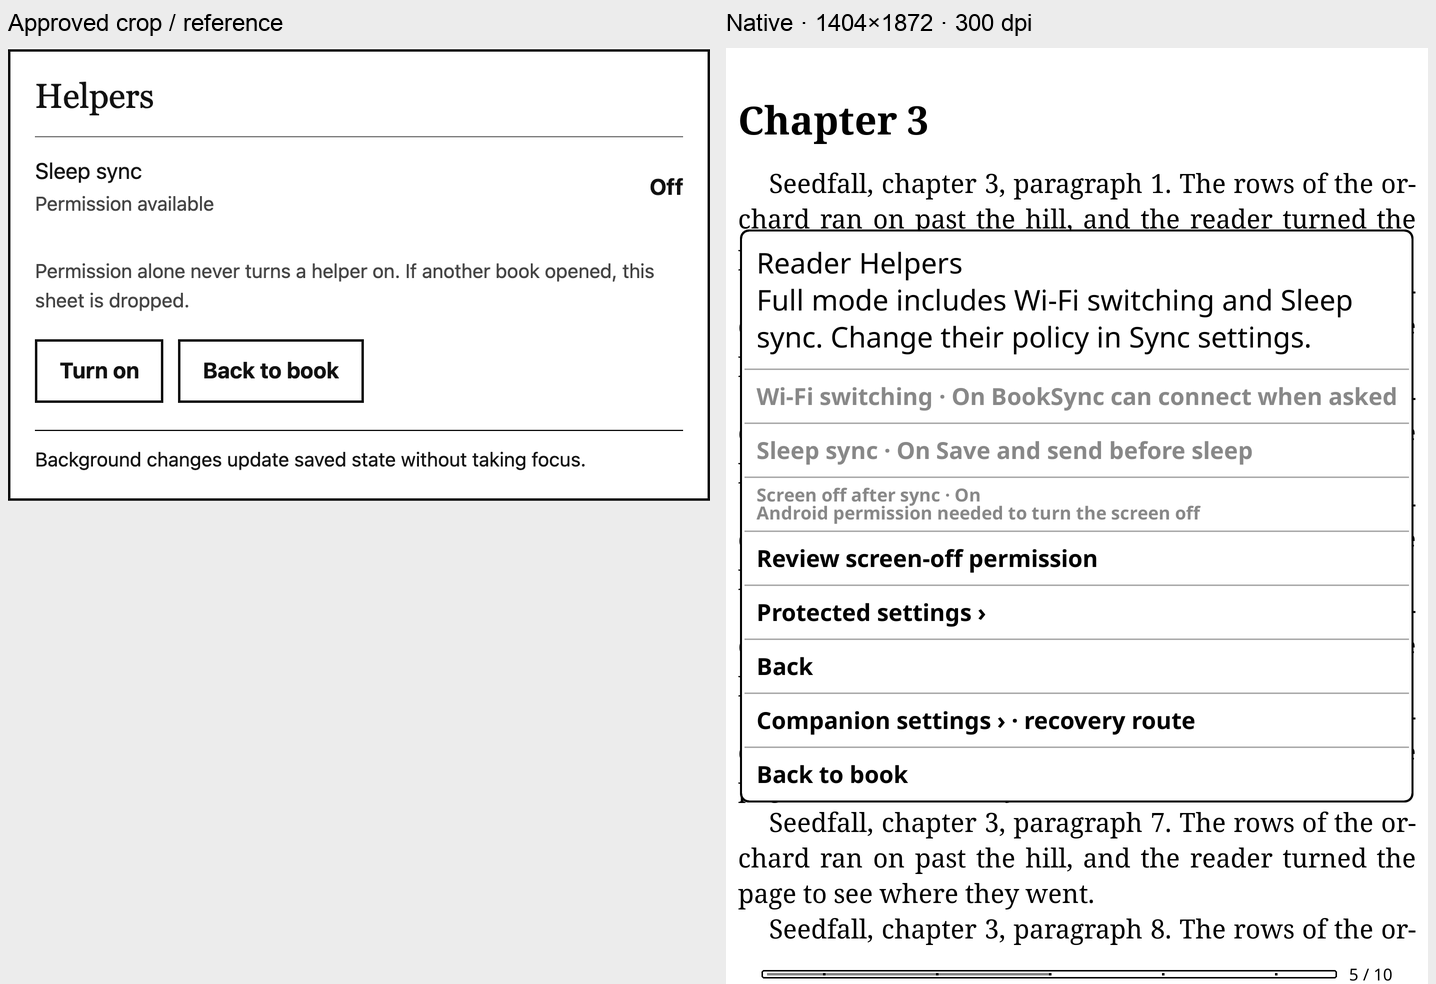 Approved crop / reference
Helpers
Sleep sync
Permission available
Off
Permission alone never turns a helper on. If another book opened, this
sheet is dropped.
Turn on
Back to book
Background changes update saved state without taking focus.
Native · 1404×1872 · 300 dpi
Chapter 3
Seedfall, chapter 3, paragraph 1. The rows of the or-
chard ran on past the hill, and the reader turned the
Reader Helpers
Full mode includes Wi-Fi switching and Sleep
sync. Change their policy in Sync settings.
Wi-Fi switching · On BookSync can connect when asked
Sleep sync · On Save and send before sleep
Screen off after sync · On
Android permission needed to turn the screen off
Review screen-off permission
Protected settings ›
Back
Companion settings › · recovery route
Back to book
Seedfall, chapter 3, paragraph 7. The rows of the or-
chard ran on past the hill, and the reader turned the
page to see where they went.
Seedfall, chapter 3, paragraph 8. The rows of the or-
5 / 10